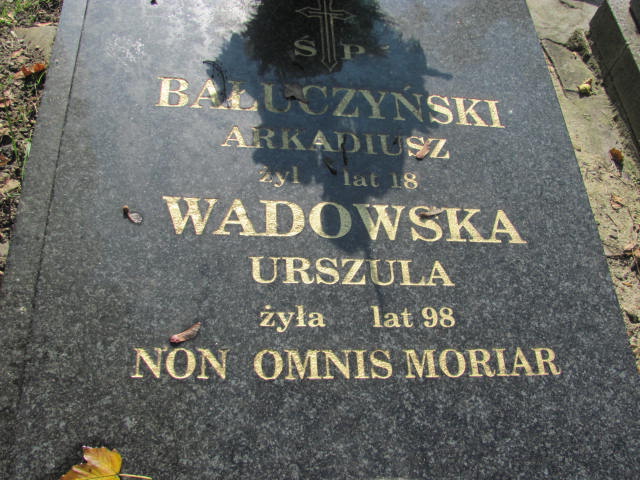 Ś P
BAŁUCZYŃSKI
ARKADIUSZ
żył lat 18
WADOWSKA
URSZULA
żyła lat 98
NON OMNIS MORIAR